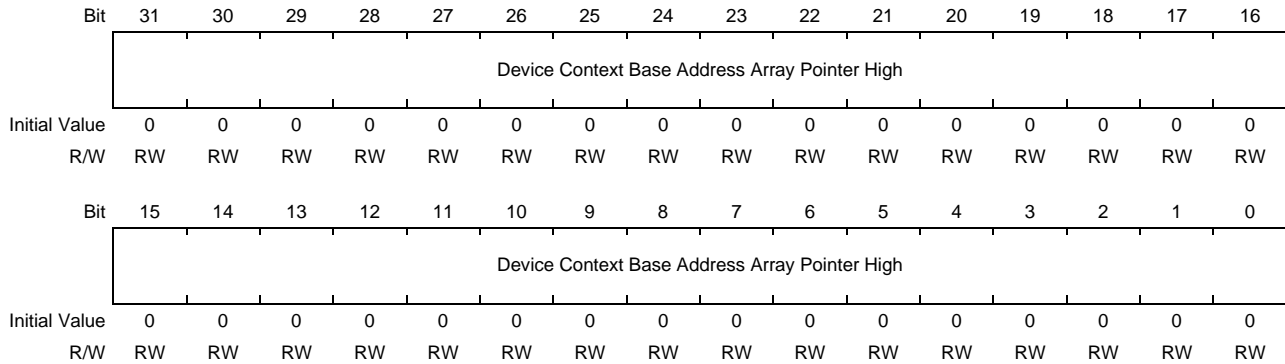 Bit 31 30 29 28 27 26 25 24 23 22 21 20 19 18 17 16
Device Context Base Address Array Pointer High
Initial Value 0 0 0 0 0 0 0 0 0 0 0 0 0 0 0 0
R/W RW RW RW RW RW RW RW RW RW RW RW RW RW RW RW RW
Bit 15 14 13 12 11 10 9 8 7 6 5 4 3 2 1 0
Device Context Base Address Array Pointer High
Initial Value 0 0 0 0 0 0 0 0 0 0 0 0 0 0 0 0
R/W RW RW RW RW RW RW RW RW RW RW RW RW RW RW RW RW